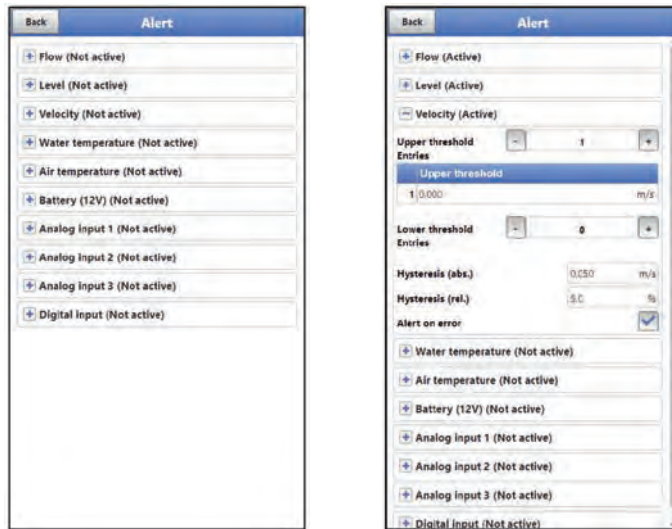 Back
Alert
Flow (Not active)
Level (Not active)
Velocity (Not active)
Water temperature (Not active)
Air temperature (Not active)
Battery (12V) (Not active)
Analog input 1 (Not active)
Analog input 2 (Not active)
Analog input 3 (Not active)
Digital input (Not active)
Back
Alert
Flow (Active)
Level (Active)
Velocity (Active)
Upper threshold - 1 +
Entries
Upper threshold
1 0.000 m/s
Lower threshold - 0 +
Entries
Hysteresis (abs.) 0.050 m/s
Hysteresis (rel.) 5.0 %
Alert on error
Water temperature (Not active)
Air temperature (Not active)
Battery (12V) (Not active)
Analog input 1 (Not active)
Analog input 2 (Not active)
Analog input 3 (Not active)
Digital input (Not active)